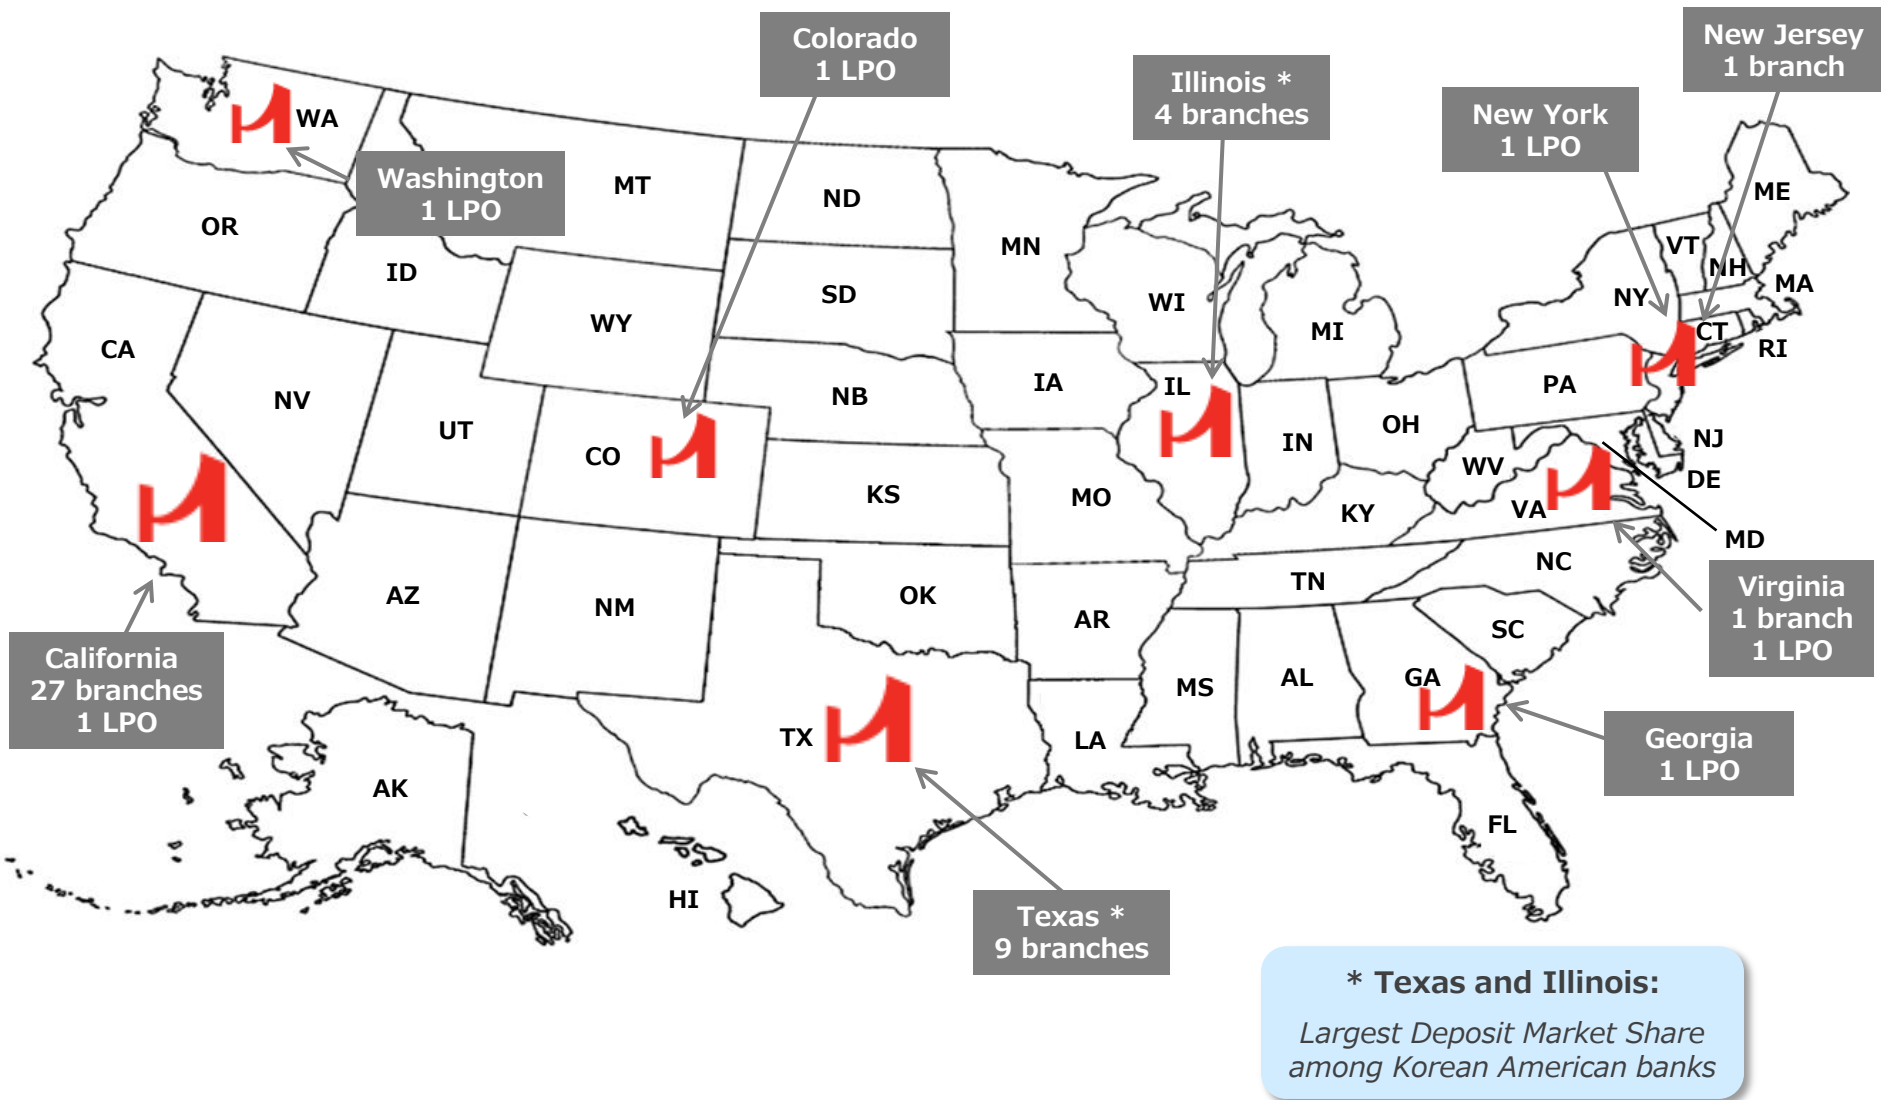 Colorado
1 LPO
Illinois *
4 branches
New Jersey
1 branch
New York
1 LPO
Washington
1 LPO
WA
MT
ND
MN
ME
VT
NH
MA
OR
ID
SD
WI
NY
MI
CT
RI
WY
CA
NV
NB
IA
IL
PA
UT
CO
KS
MO
IN
OH
WV
NJ
DE
KY
VA
MD
AZ
NM
OK
AR
TN
NC
SC
Virginia
1 branch
1 LPO
California
27 branches
1 LPO
TX
LA
MS
AL
GA
Georgia
1 LPO
AK
HI
FL
Texas *
9 branches
* Texas and Illinois:
Largest Deposit Market Share
among Korean American banks